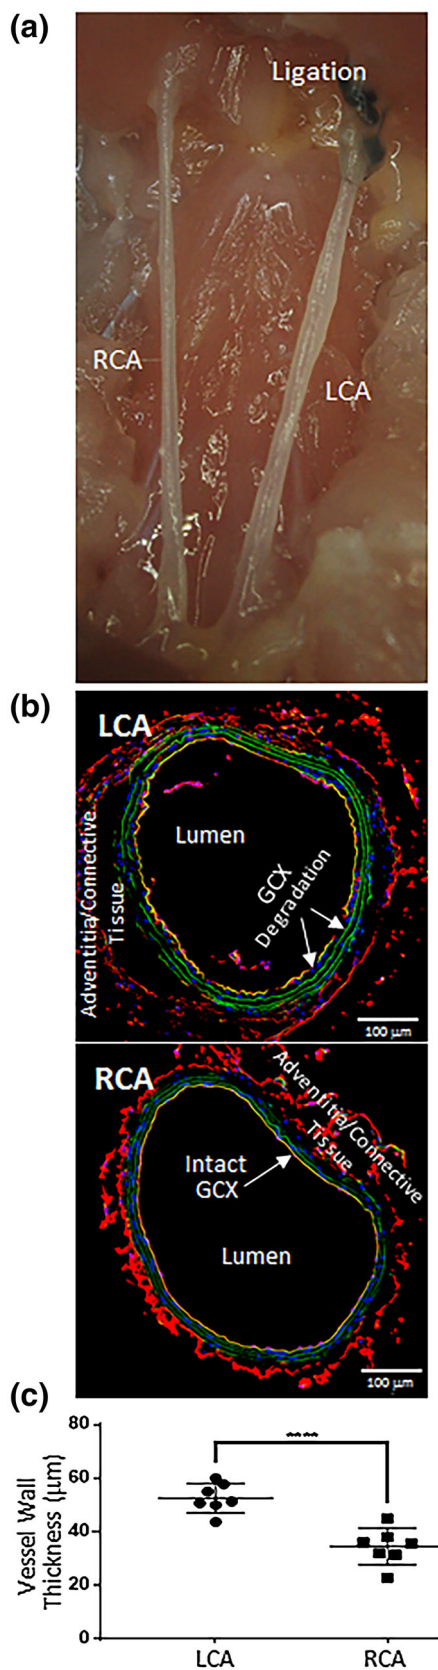 (a)
Ligation
RCA
LCA
(b)
LCA
Lumen
GCX
Degradation
Adventitia/Connective
Tissue
100 μm
RCA
Adventitia/Connective
Tissue
Intact
GCX
Lumen
100 μm
(c)
****
80
60
40
20
0
Vessel Wall
Thickness (μm)
LCA
RCA